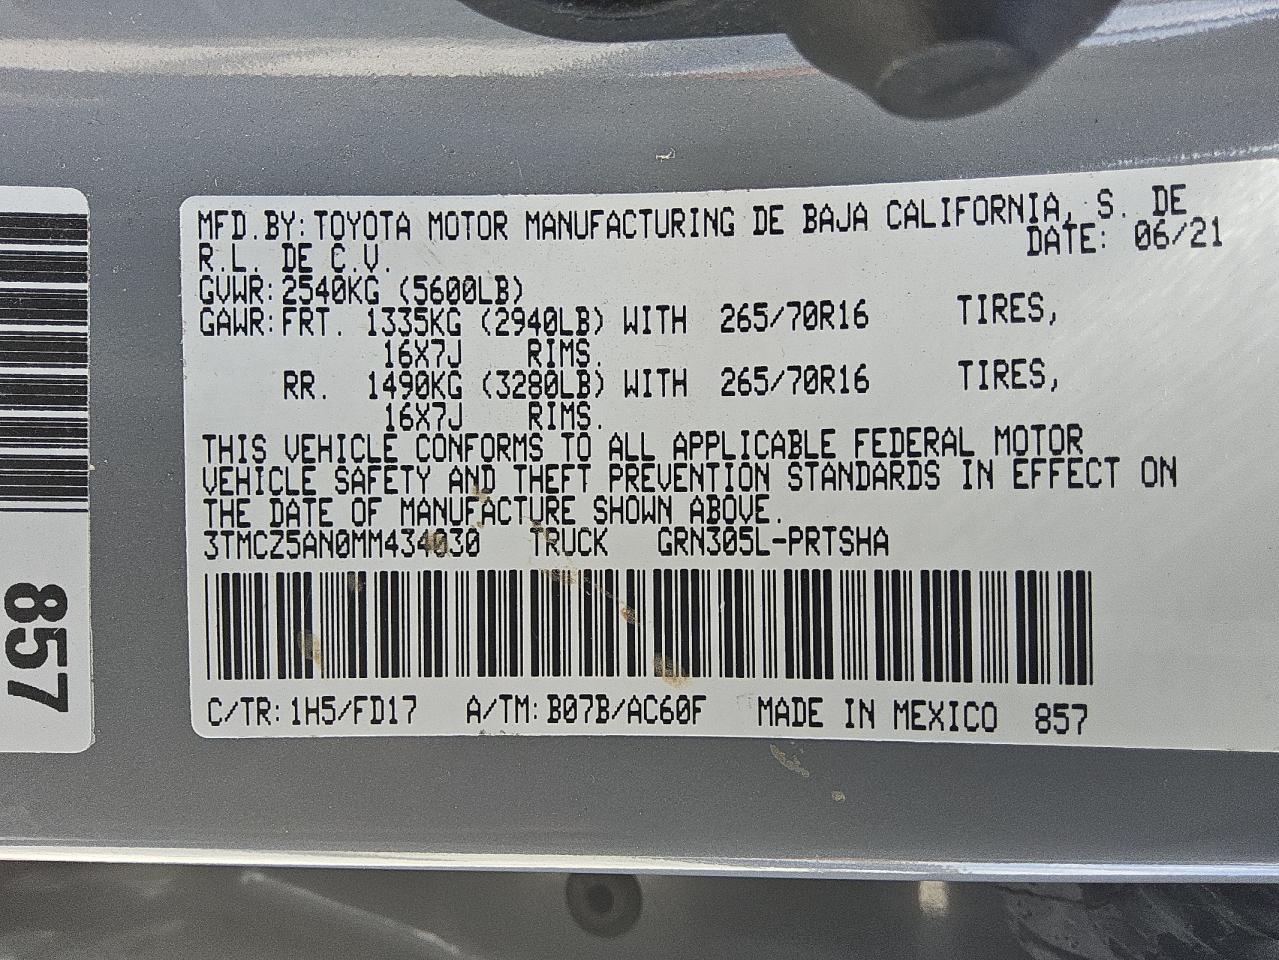 MFD.BY: TOYOTA MOTOR MANUFACTURING DE BAJA CALIFORNIA, S. DE
R.L. DE C.V. DATE: 06/21
GVWR: 2540KG (5600LB)
GAWR: FRT. 1335KG (2940LB) WITH 265/70R16 TIRES,
16X7J RIMS.
RR. 1490KG (3280LB) WITH 265/70R16 TIRES,
16X7J RIMS.
THIS VEHICLE CONFORMS TO ALL APPLICABLE FEDERAL MOTOR
VEHICLE SAFETY AND THEFT PREVENTION STANDARDS IN EFFECT ON
THE DATE OF MANUFACTURE SHOWN ABOVE.
3TMCZ5AN0MM434030 TRUCK GRN305L-PRTSHA
C/TR: 1H5/FD17 A/TM: B07B/AC60F MADE IN MEXICO 857
857